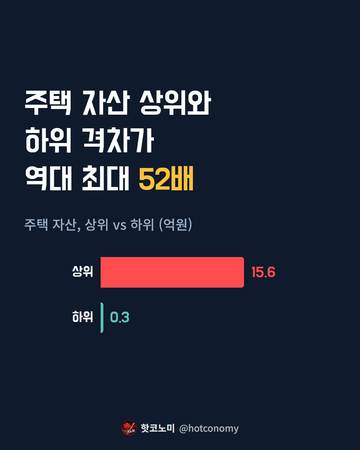 주택 자산 상위와
하위 격차가
역대 최대 52배
주택 자산, 상위 vs 하위 (억원)
상위 15.6
하위 0.3
핫코노미 @hotconomy